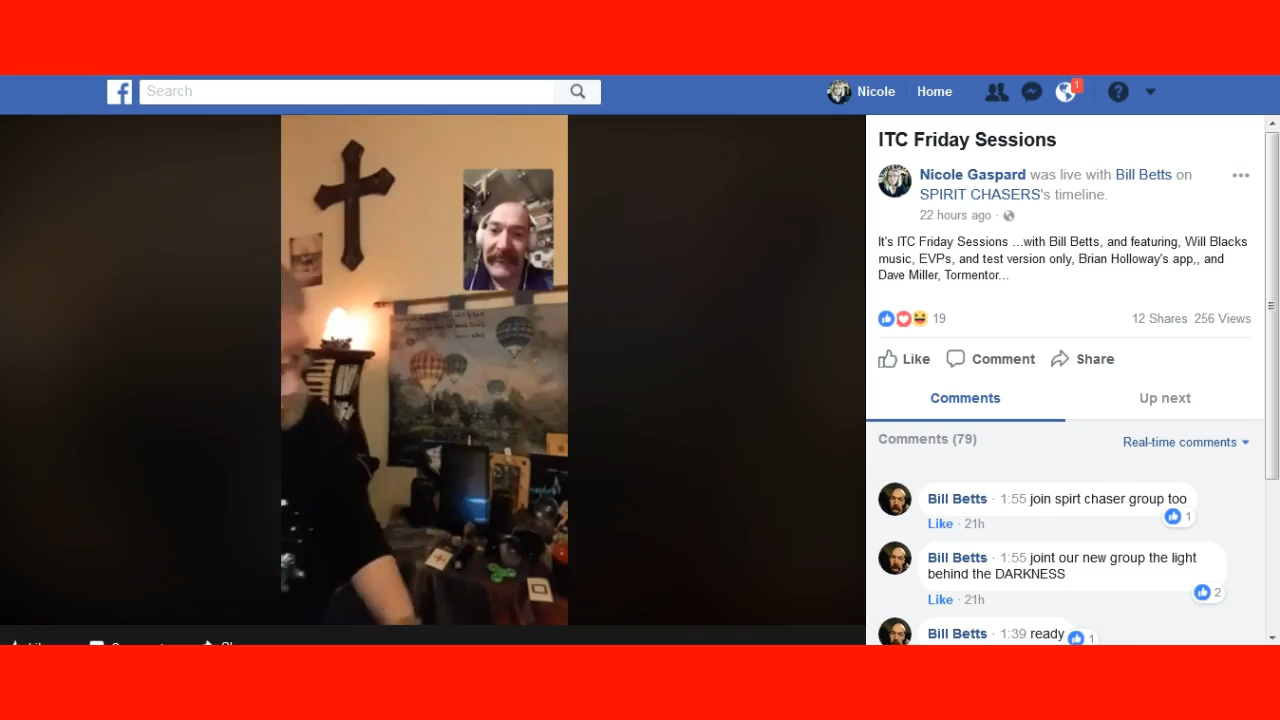 Search
Nicole
Home
1
ITC Friday Sessions
Nicole Gaspard was live with Bill Betts on
SPIRIT CHASERS's timeline.
22 hours ago ·
It's ITC Friday Sessions ...with Bill Betts, and featuring, Will Blacks
music, EVPs, and test version only, Brian Holloway's app,, and
Dave Miller, Tormentor...
19
12 Shares 256 Views
Like Comment Share
Comments Up next
Comments (79)
Real-time comments
Bill Betts · 1:55 join spirt chaser group too
1
Like · 21h
Bill Betts · 1:55 joint our new group the light
behind the DARKNESS
2
Like · 21h
Bill Betts · 1:39 ready
1